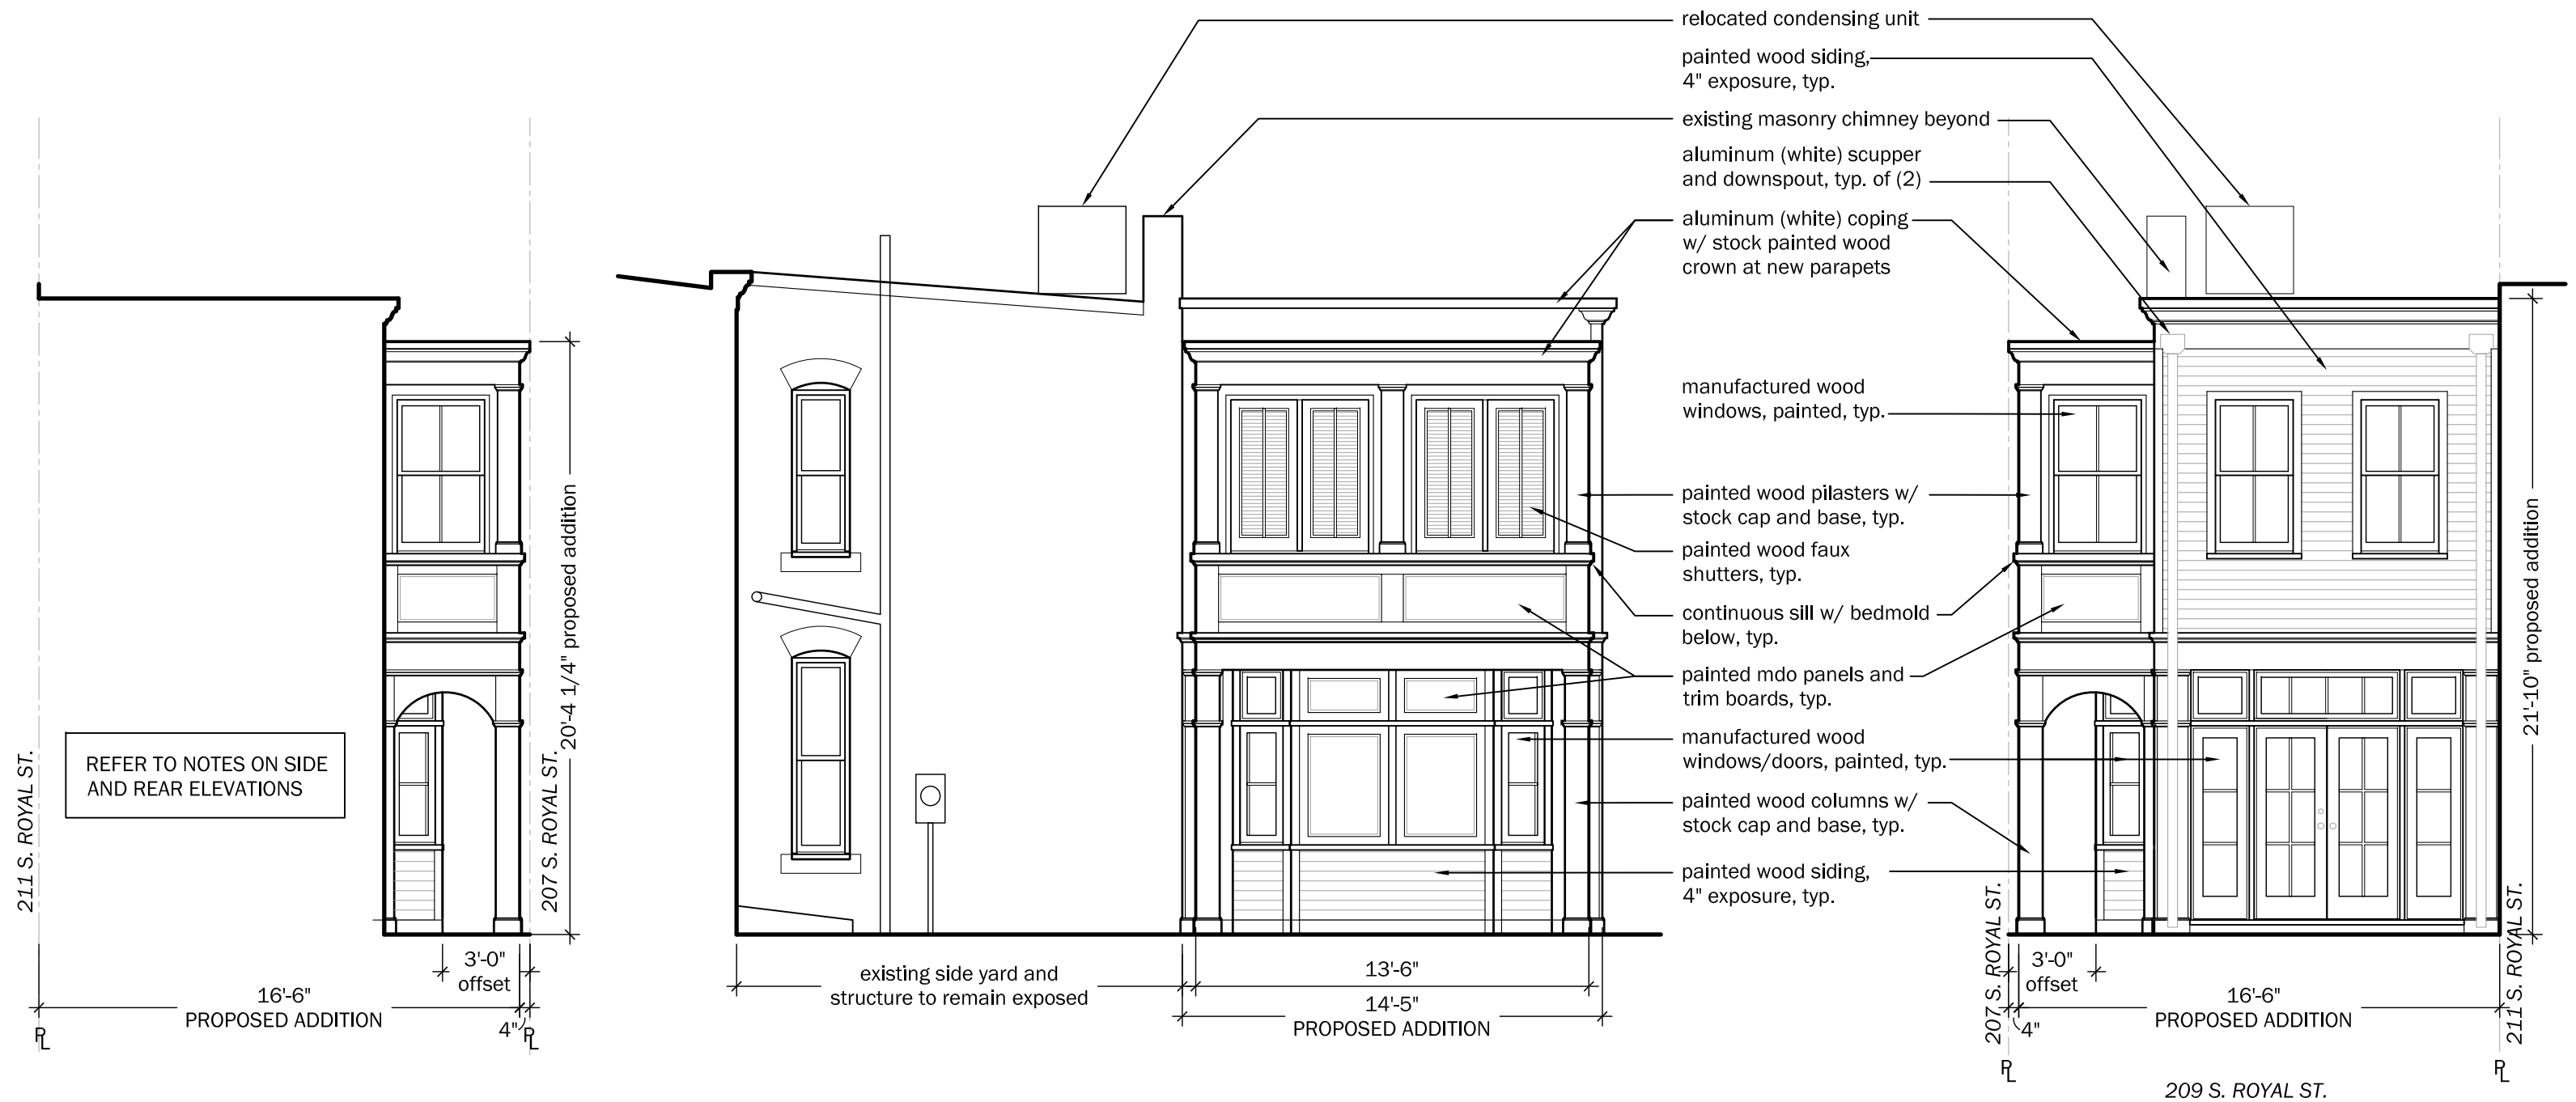 relocated condensing unit
painted wood siding,
4" exposure, typ.
existing masonry chimney beyond
aluminum (white) scupper
and downspout, typ. of (2)
aluminum (white) coping
w/ stock painted wood
crown at new parapets
manufactured wood
windows, painted, typ.
painted wood pilasters w/
stock cap and base, typ.
painted wood faux
shutters, typ.
continuous sill w/ bedmold
below, typ.
painted mdo panels and
trim boards, typ.
manufactured wood
windows/doors, painted, typ.
painted wood columns w/
stock cap and base, typ.
painted wood siding,
4" exposure, typ.
REFER TO NOTES ON SIDE
AND REAR ELEVATIONS
211 S. ROYAL ST.
207 S. ROYAL ST.
20'-4 1/4" proposed addition
3'-0"
offset
16'-6"
PROPOSED ADDITION
4"
PL
PL
existing side yard and
structure to remain exposed
13'-6"
14'-5"
PROPOSED ADDITION
21'-10" proposed addition
207 S. ROYAL ST.
211 S. ROYAL ST.
3'-0"
offset
4"
16'-6"
PROPOSED ADDITION
PL
PL
209 S. ROYAL ST.